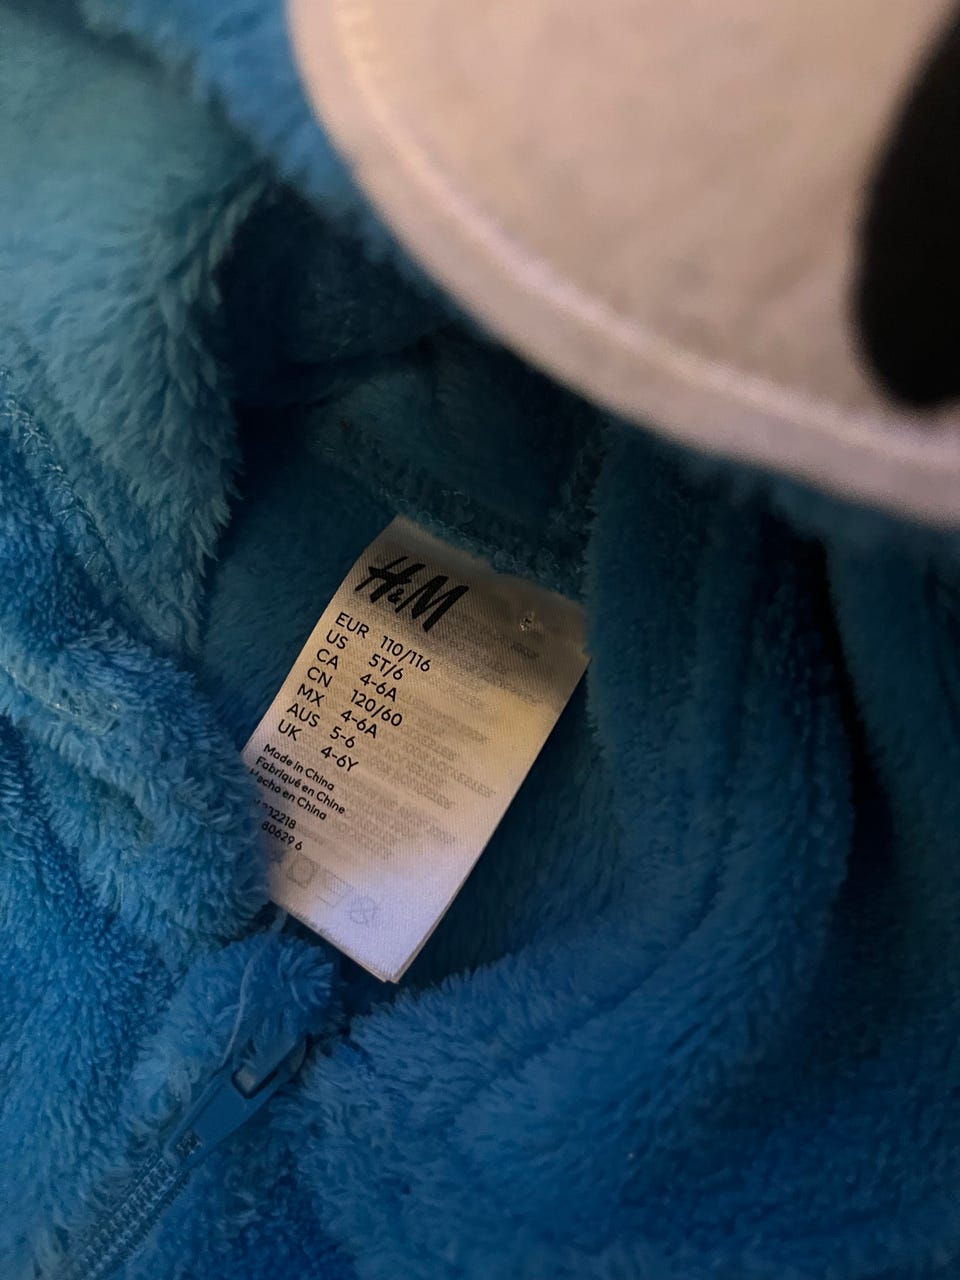 H&M
EUR 110/116
US 5T/6
CA 4-6A
CN 120/60
MX 4-6A
AUS 5-6
UK 4-6Y
Made in China
Fabriqué en Chine
Hecho en China
806296